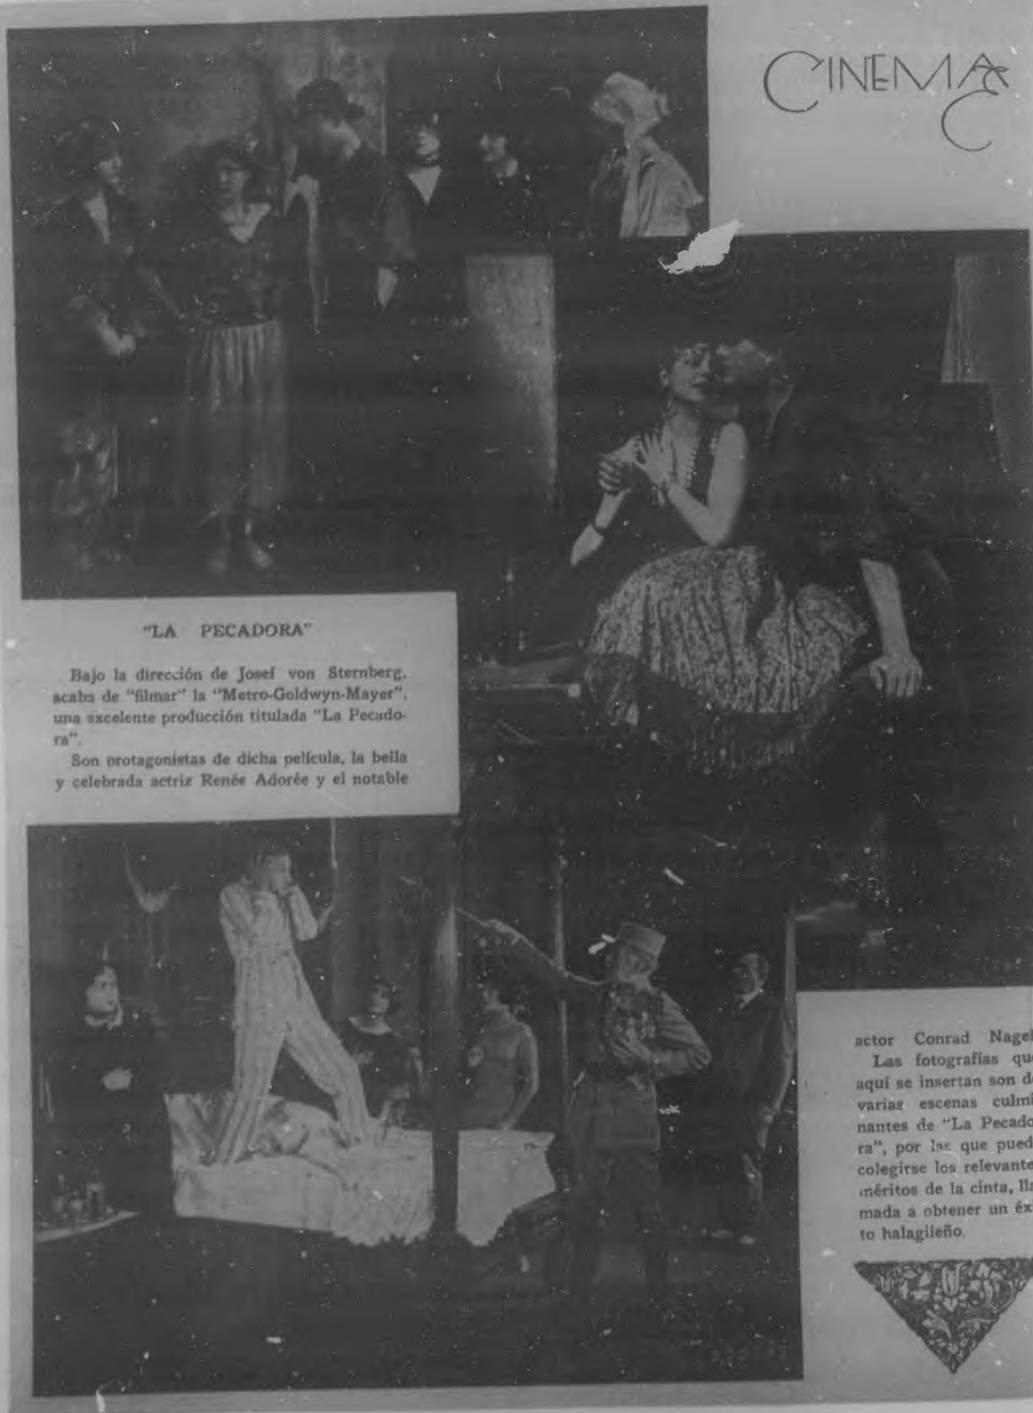 CINEMA
"LA PECADORA"
Bajo la dirección de Josef von Sternberg,
acaba de "filmar" la "Metro-Goldwyn-Mayer",
una excelente producción titulada "La Pecado-
ra".
Son protagonistas de dicha película, la bella
y celebrada actriz Renée Adorée y el notable
actor Conrad Nagel
Las fotografías que
aquí se insertan son d
varias escenas culmi
nantes de "La Pecado
ra", por las que pued
colegirse los relevante
méritos de la cinta, lla
mada a obtener un éx
to halagüeño.